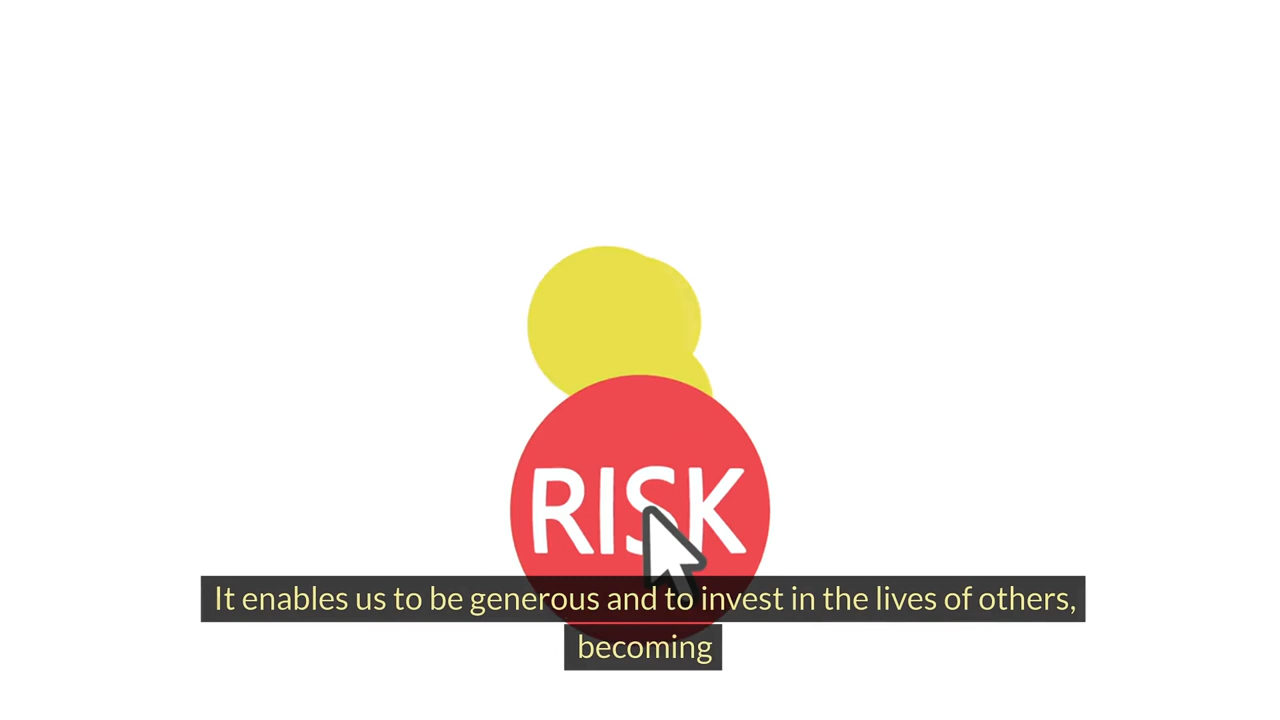 RISK
It enables us to be generous and to invest in the lives of others,
becoming